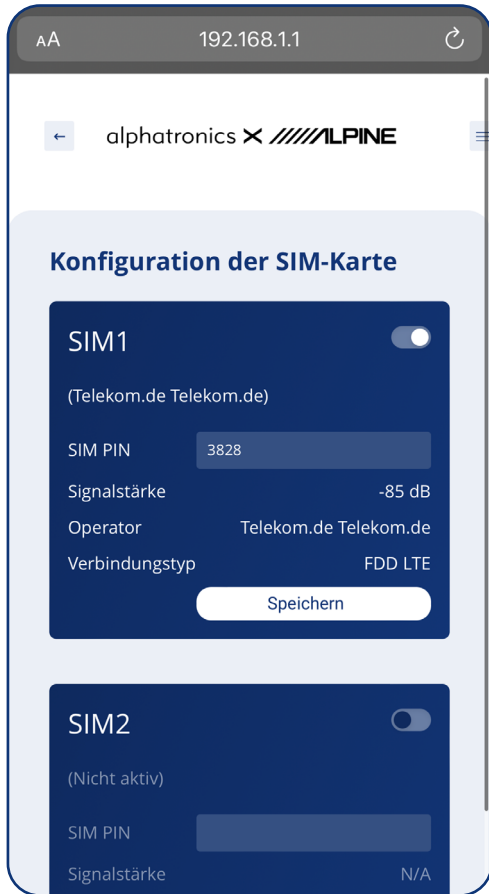 AA 192.168.1.1
alphatronics X /////ALPINE
Konfiguration der SIM-Karte
SIM1
(Telekom.de Telekom.de)
SIM PIN 3828
Signalstärke -85 dB
Operator Telekom.de Telekom.de
Verbindungstyp FDD LTE
Speichern
SIM2
(Nicht aktiv)
SIM PIN
Signalstärke N/A